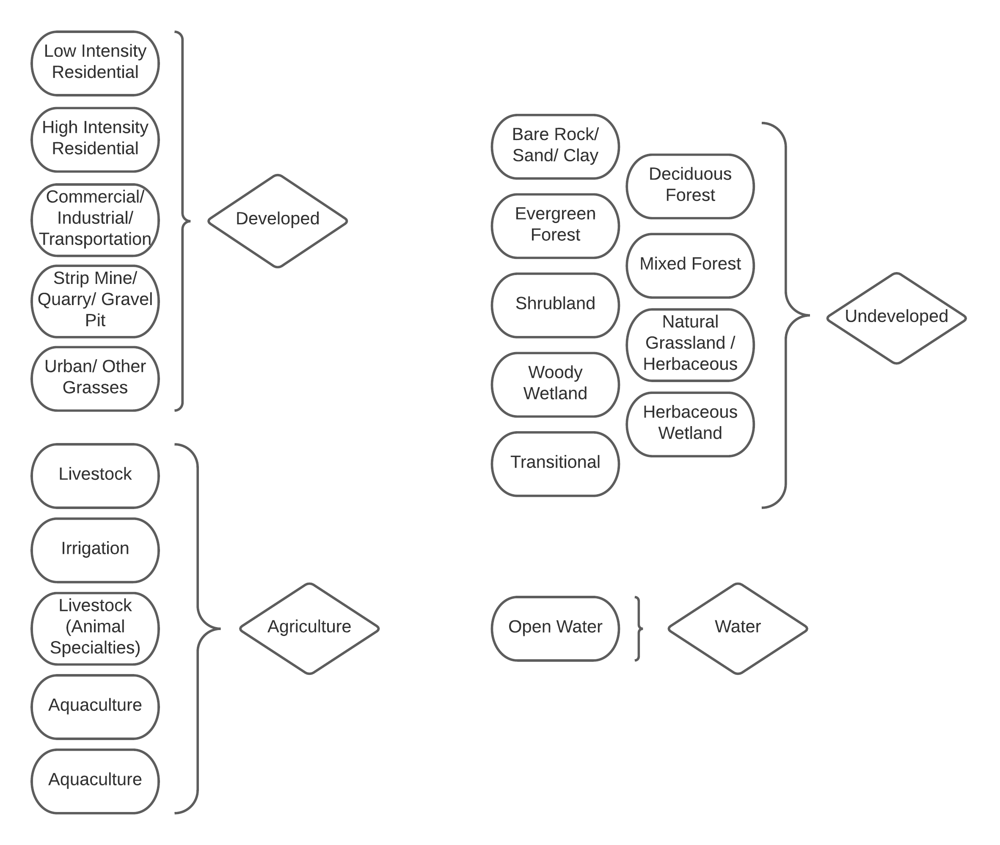 Low Intensity
Residential
High Intensity
Residential
Commercial/
Industrial/
Transportation
Strip Mine/
Quarry/ Gravel
Pit
Urban/ Other
Grasses
Developed
Livestock
Irrigation
Livestock
(Animal
Specialties)
Aquaculture
Aquaculture
Agriculture
Bare Rock/
Sand/ Clay
Evergreen
Forest
Shrubland
Woody
Wetland
Transitional
Deciduous
Forest
Mixed Forest
Natural
Grassland /
Herbaceous
Herbaceous
Wetland
Undeveloped
Open Water
Water